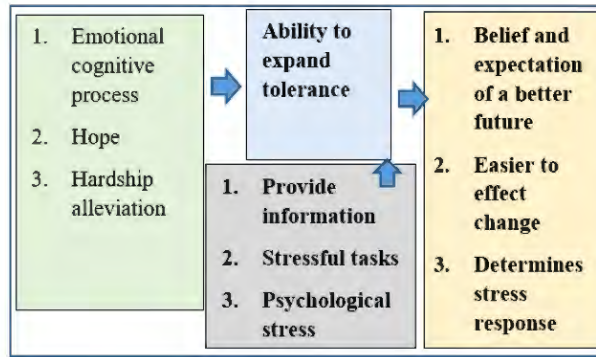 1. Emotional
cognitive
process
2. Hope
3. Hardship
alleviation
Ability to
expand
tolerance
1. Provide
information
2. Stressful tasks
3. Psychological
stress
1. Belief and
expectation
of a better
future
2. Easier to
effect
change
3. Determines
stress
response